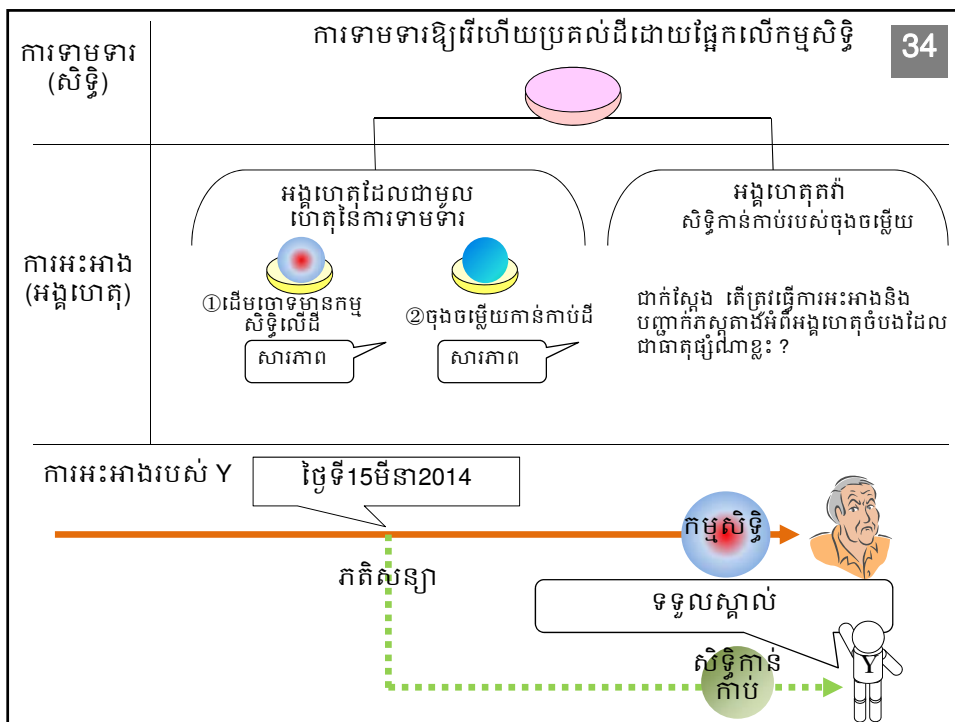 ការទាមទារ
(សិទ្ធិ)
ការទាមទារឱ្យរើហើយប្រគល់ដីដោយផ្អែកលើកម្មសិទ្ធិ
34
ការអះអាង
(អង្គហេតុ)
អង្គហេតុដែលជាមូល
ហេតុនៃការទាមទារ
①ដើមចោទមានកម្ម
សិទ្ធិលើដី
សារភាព
②ចុងចម្លើយកាន់កាប់ដី
សារភាព
អង្គហេតុតវ៉ា
សិទ្ធិកាន់កាប់របស់ចុងចម្លើយ
ជាក់ស្តែង តើត្រូវធ្វើការអះអាងនិង
បញ្ជាក់ភស្តុតាងអំពីអង្គហេតុចំបងដែល
ជាធាតុផ្សំណាខ្លះ ?
ការអះអាងរបស់ Y
ថ្ងៃទី15មីនា2014
កម្មសិទ្ធិ
ភតិសន្យា
ទទួលស្គាល់
សិទ្ធិកាន់
កាប់
Y